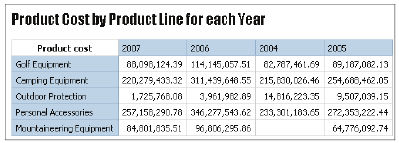 Product Cost by Product Line for each Year
Product cost 2007 2006 2004 2005
Golf Equipment 88,098,124.39 114,145,057.51 82,787,461.69 89,187,082.13
Camping Equipment 220,279,433.32 311,439,648.55 215,830,026.46 254,688,462.05
Outdoor Protection 1,725,768.08 3,961,982.89 14,816,223.35 9,507,039.15
Personal Accessories 257,158,290.78 346,277,543.62 233,301,183.65 272,353,222.44
Mountaineering Equipment 84,801,835.51 96,806,295.86 64,776,092.74